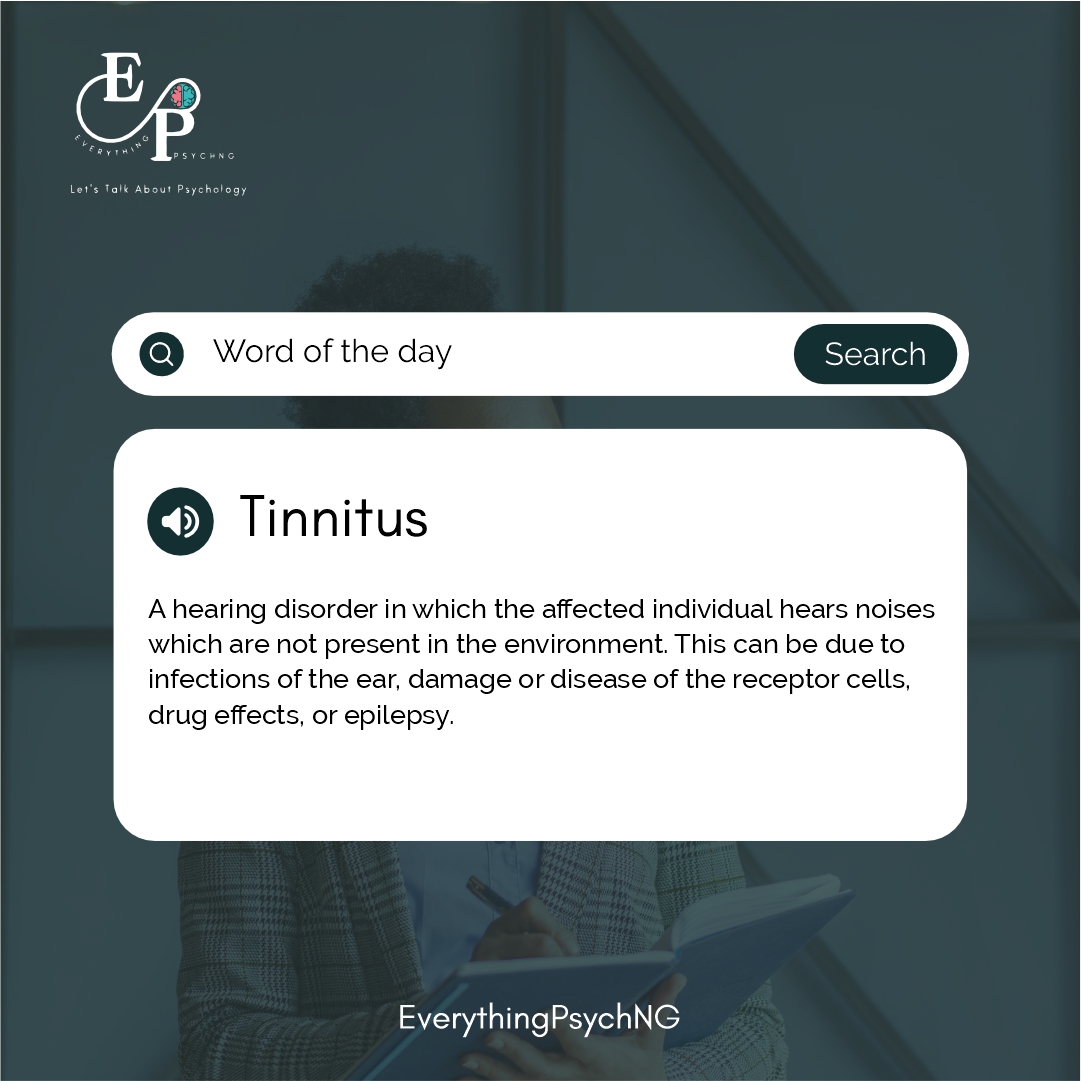 E
P
EVERYTHING
PSYCHNG
Let's Talk About Psychology
Word of the day
Search
Tinnitus
A hearing disorder in which the affected individual hears noises
which are not present in the environment. This can be due to
infections of the ear, damage or disease of the receptor cells,
drug effects, or epilepsy.
EverythingPsychNG